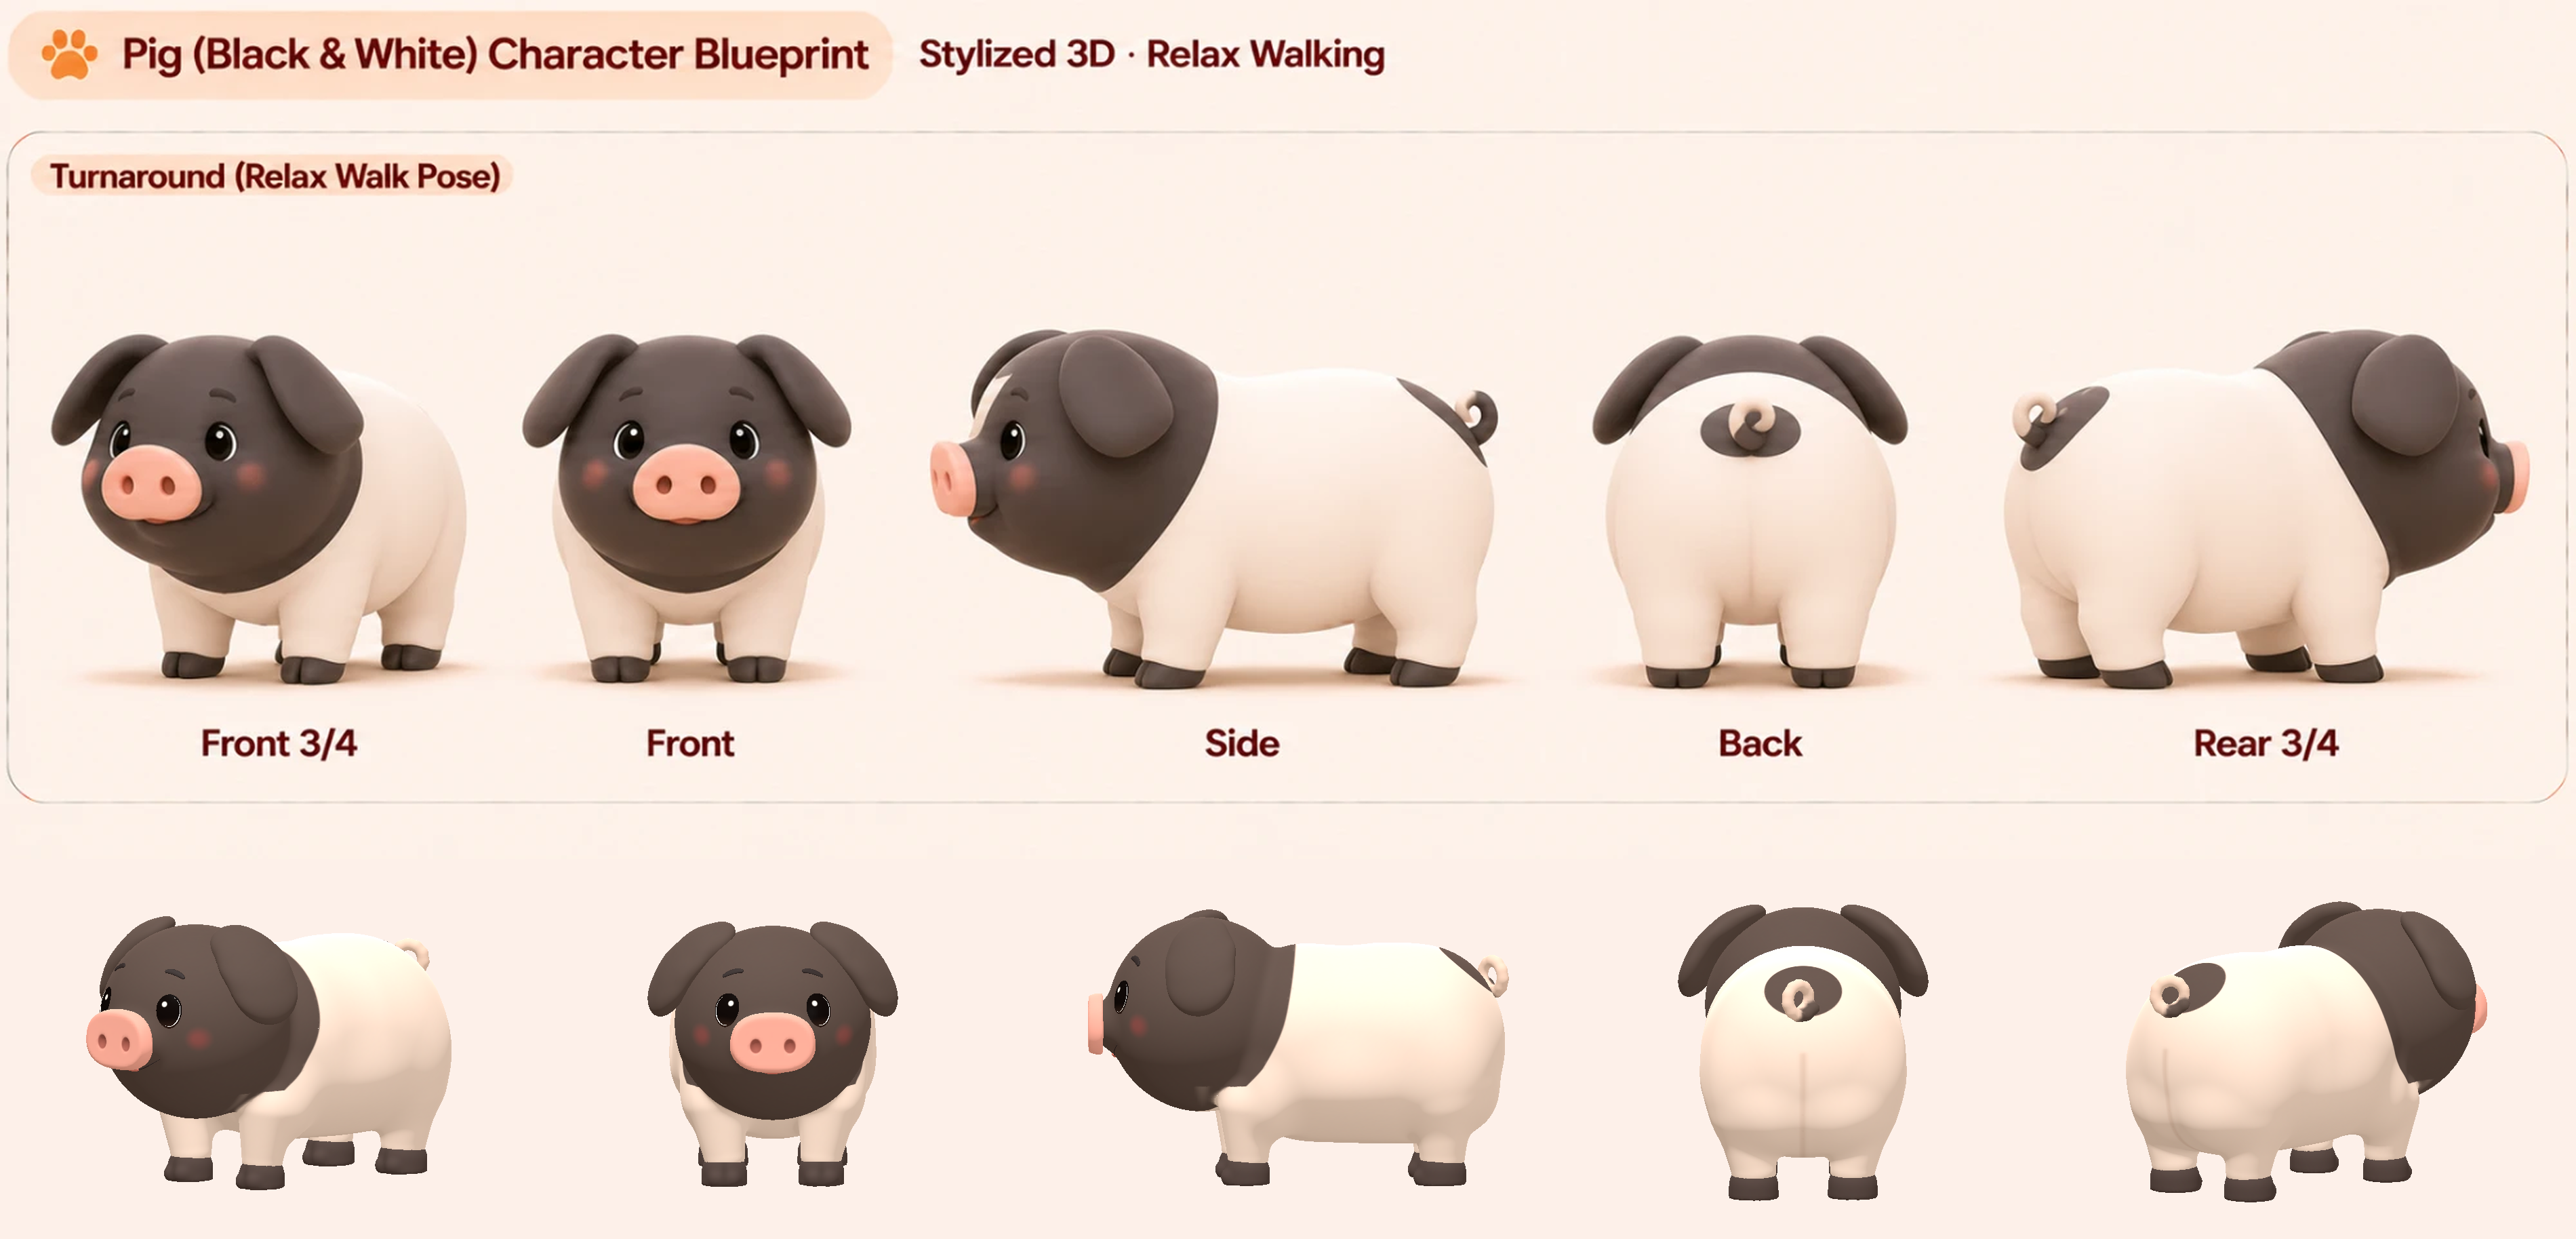 Pig (Black & White) Character Blueprint
Stylized 3D · Relax Walking
Turnaround (Relax Walk Pose)
Front 3/4
Front
Side
Back
Rear 3/4